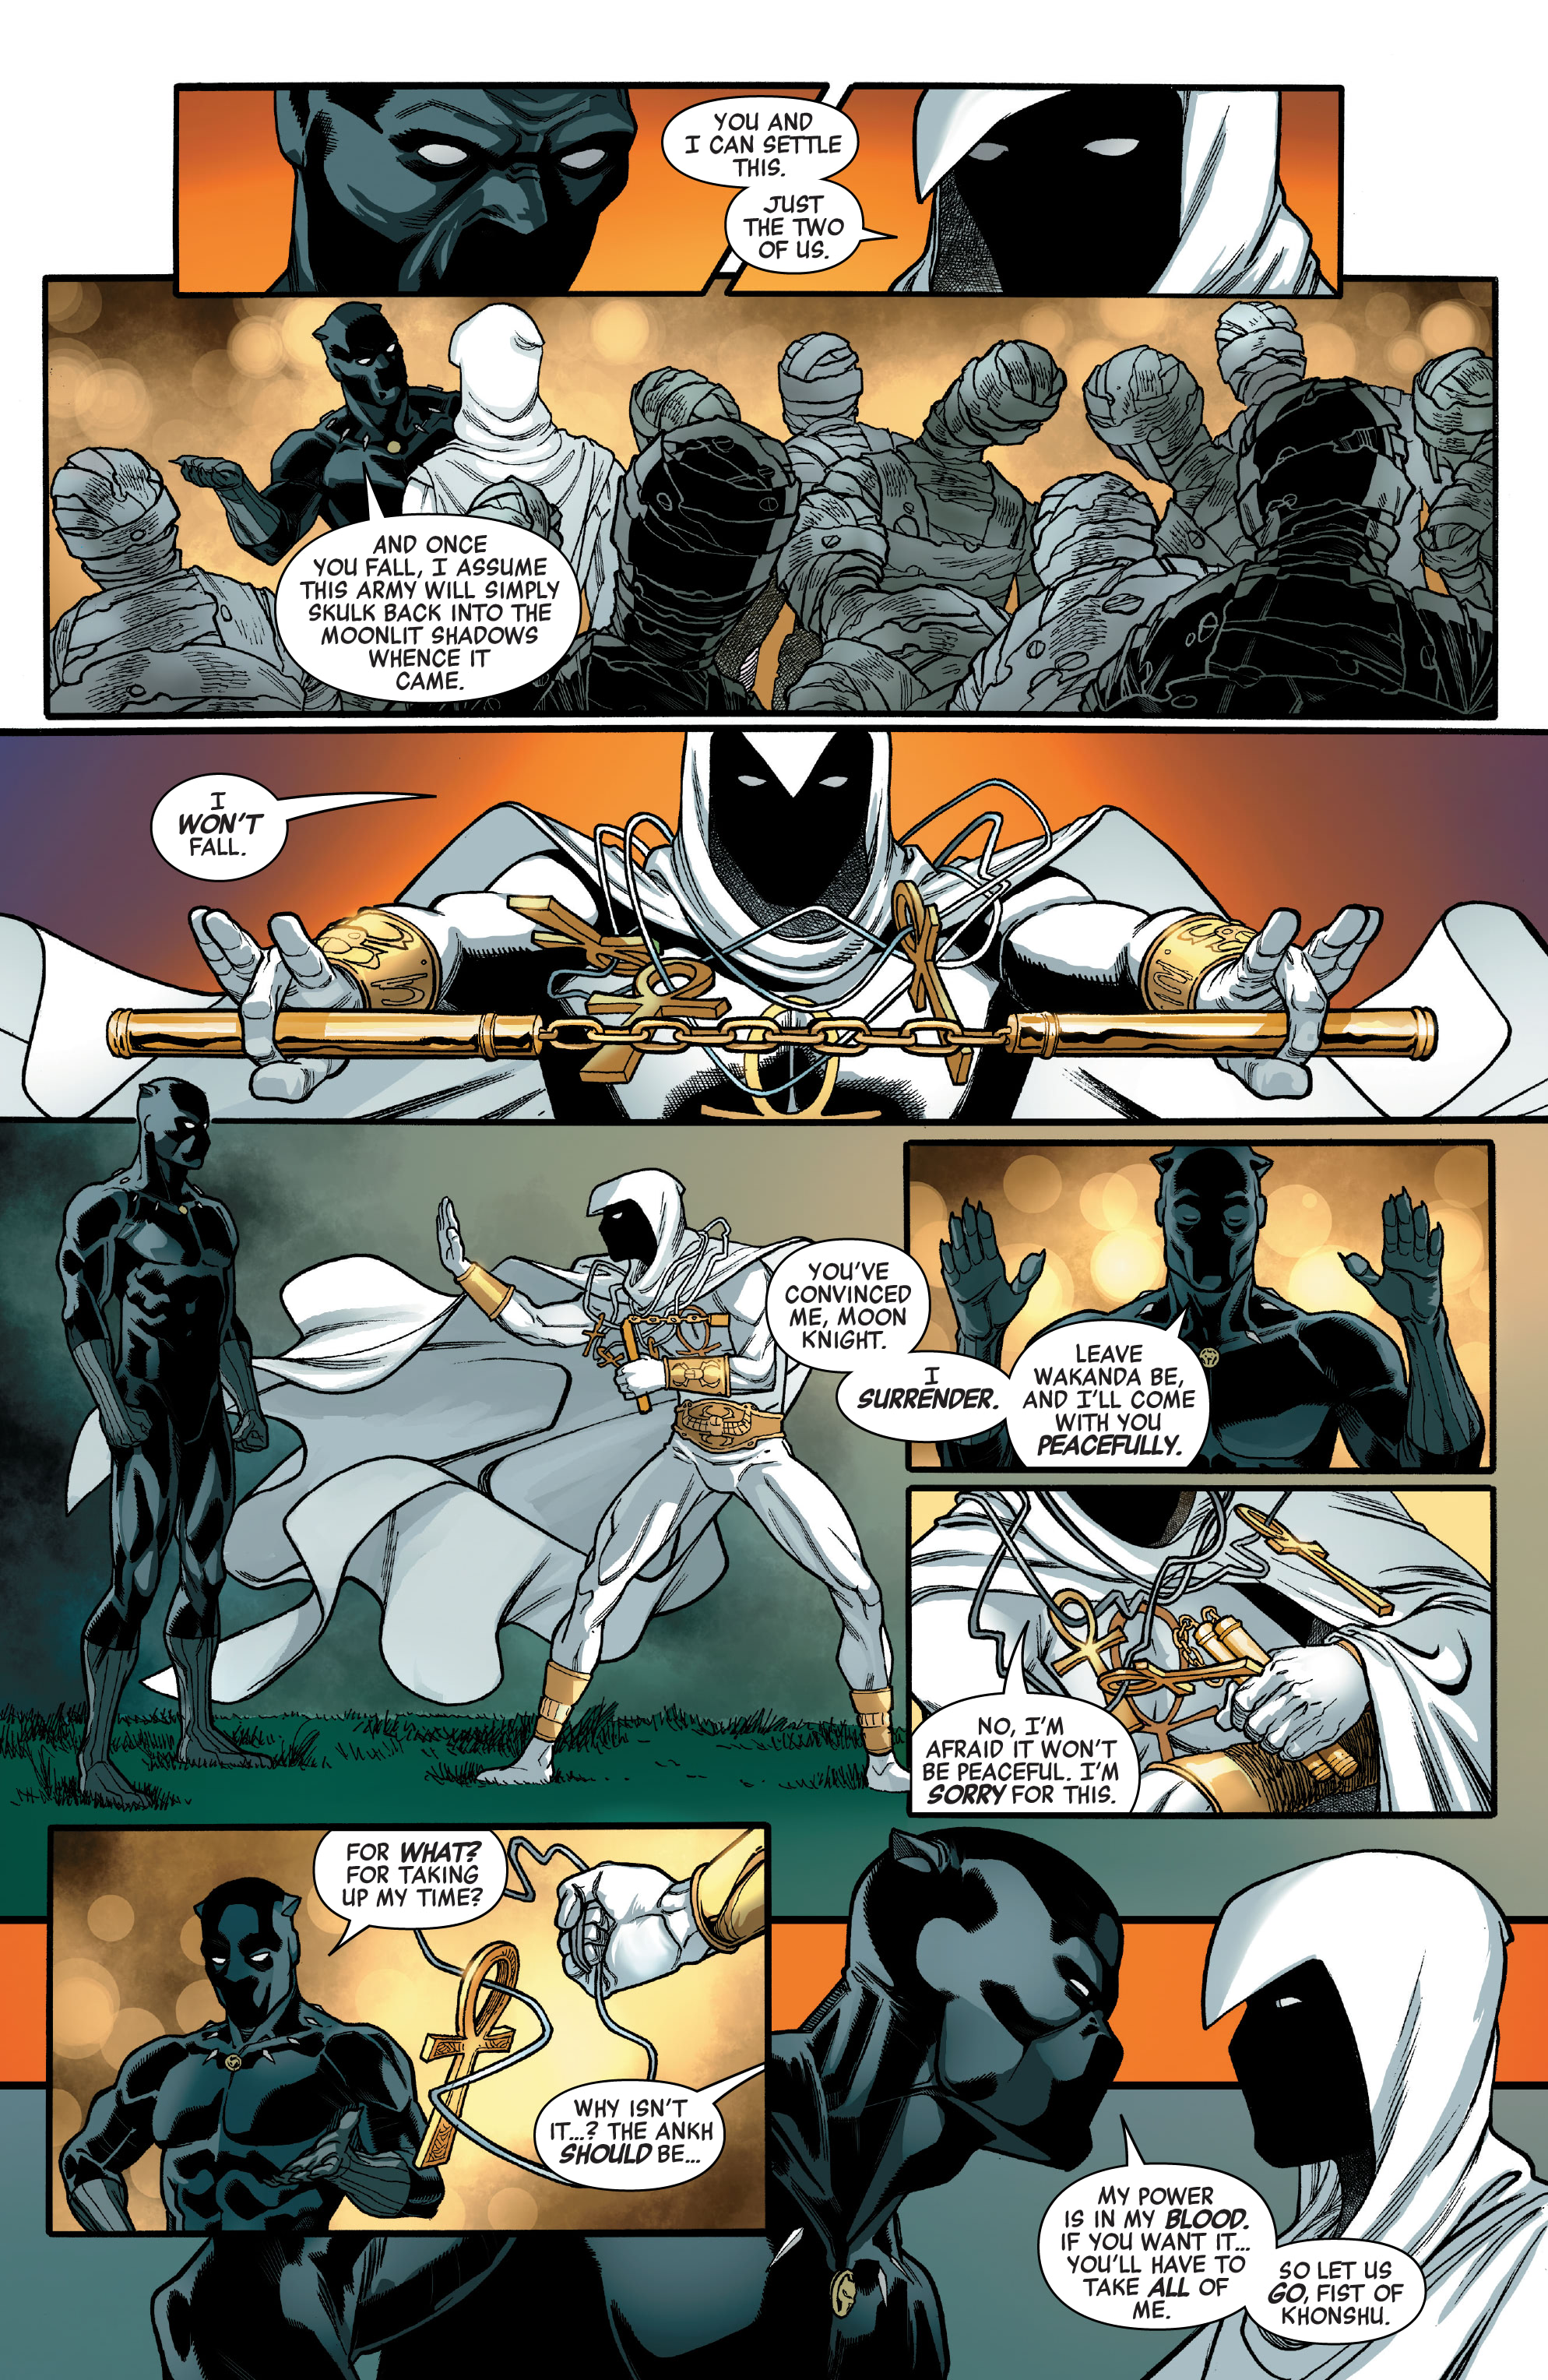 YOU AND
I CAN SETTLE
THIS.
JUST
THE TWO
OF US.
AND ONCE
YOU FALL, I ASSUME
THIS ARMY WILL SIMPLY
SKULK BACK INTO THE
MOONLIT SHADOWS
WHENCE IT
CAME.
I
WON'T
FALL.
YOU'VE
CONVINCED
ME, MOON
KNIGHT.
I
SURRENDER.
LEAVE
WAKANDA BE,
AND I'LL COME
WITH YOU
PEACEFULLY.
NO, I'M
AFRAID IT WON'T
BE PEACEFUL. I'M
SORRY FOR THIS.
FOR WHAT?
FOR TAKING
UP MY TIME?
WHY ISN'T
IT...? THE ANKH
SHOULD BE...
MY POWER
IS IN MY BLOOD.
IF YOU WANT IT...
YOU'LL HAVE TO
TAKE ALL OF
ME.
SO LET US
GO, FIST OF
KHONSHU.